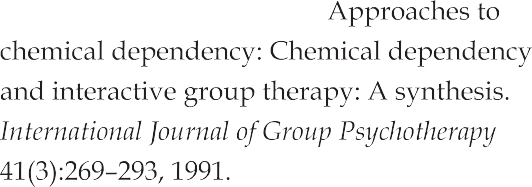 Approaches to
chemical dependency: Chemical dependency
and interactive group therapy: A synthesis.
International Journal of Group Psychotherapy
41(3):269–293, 1991.